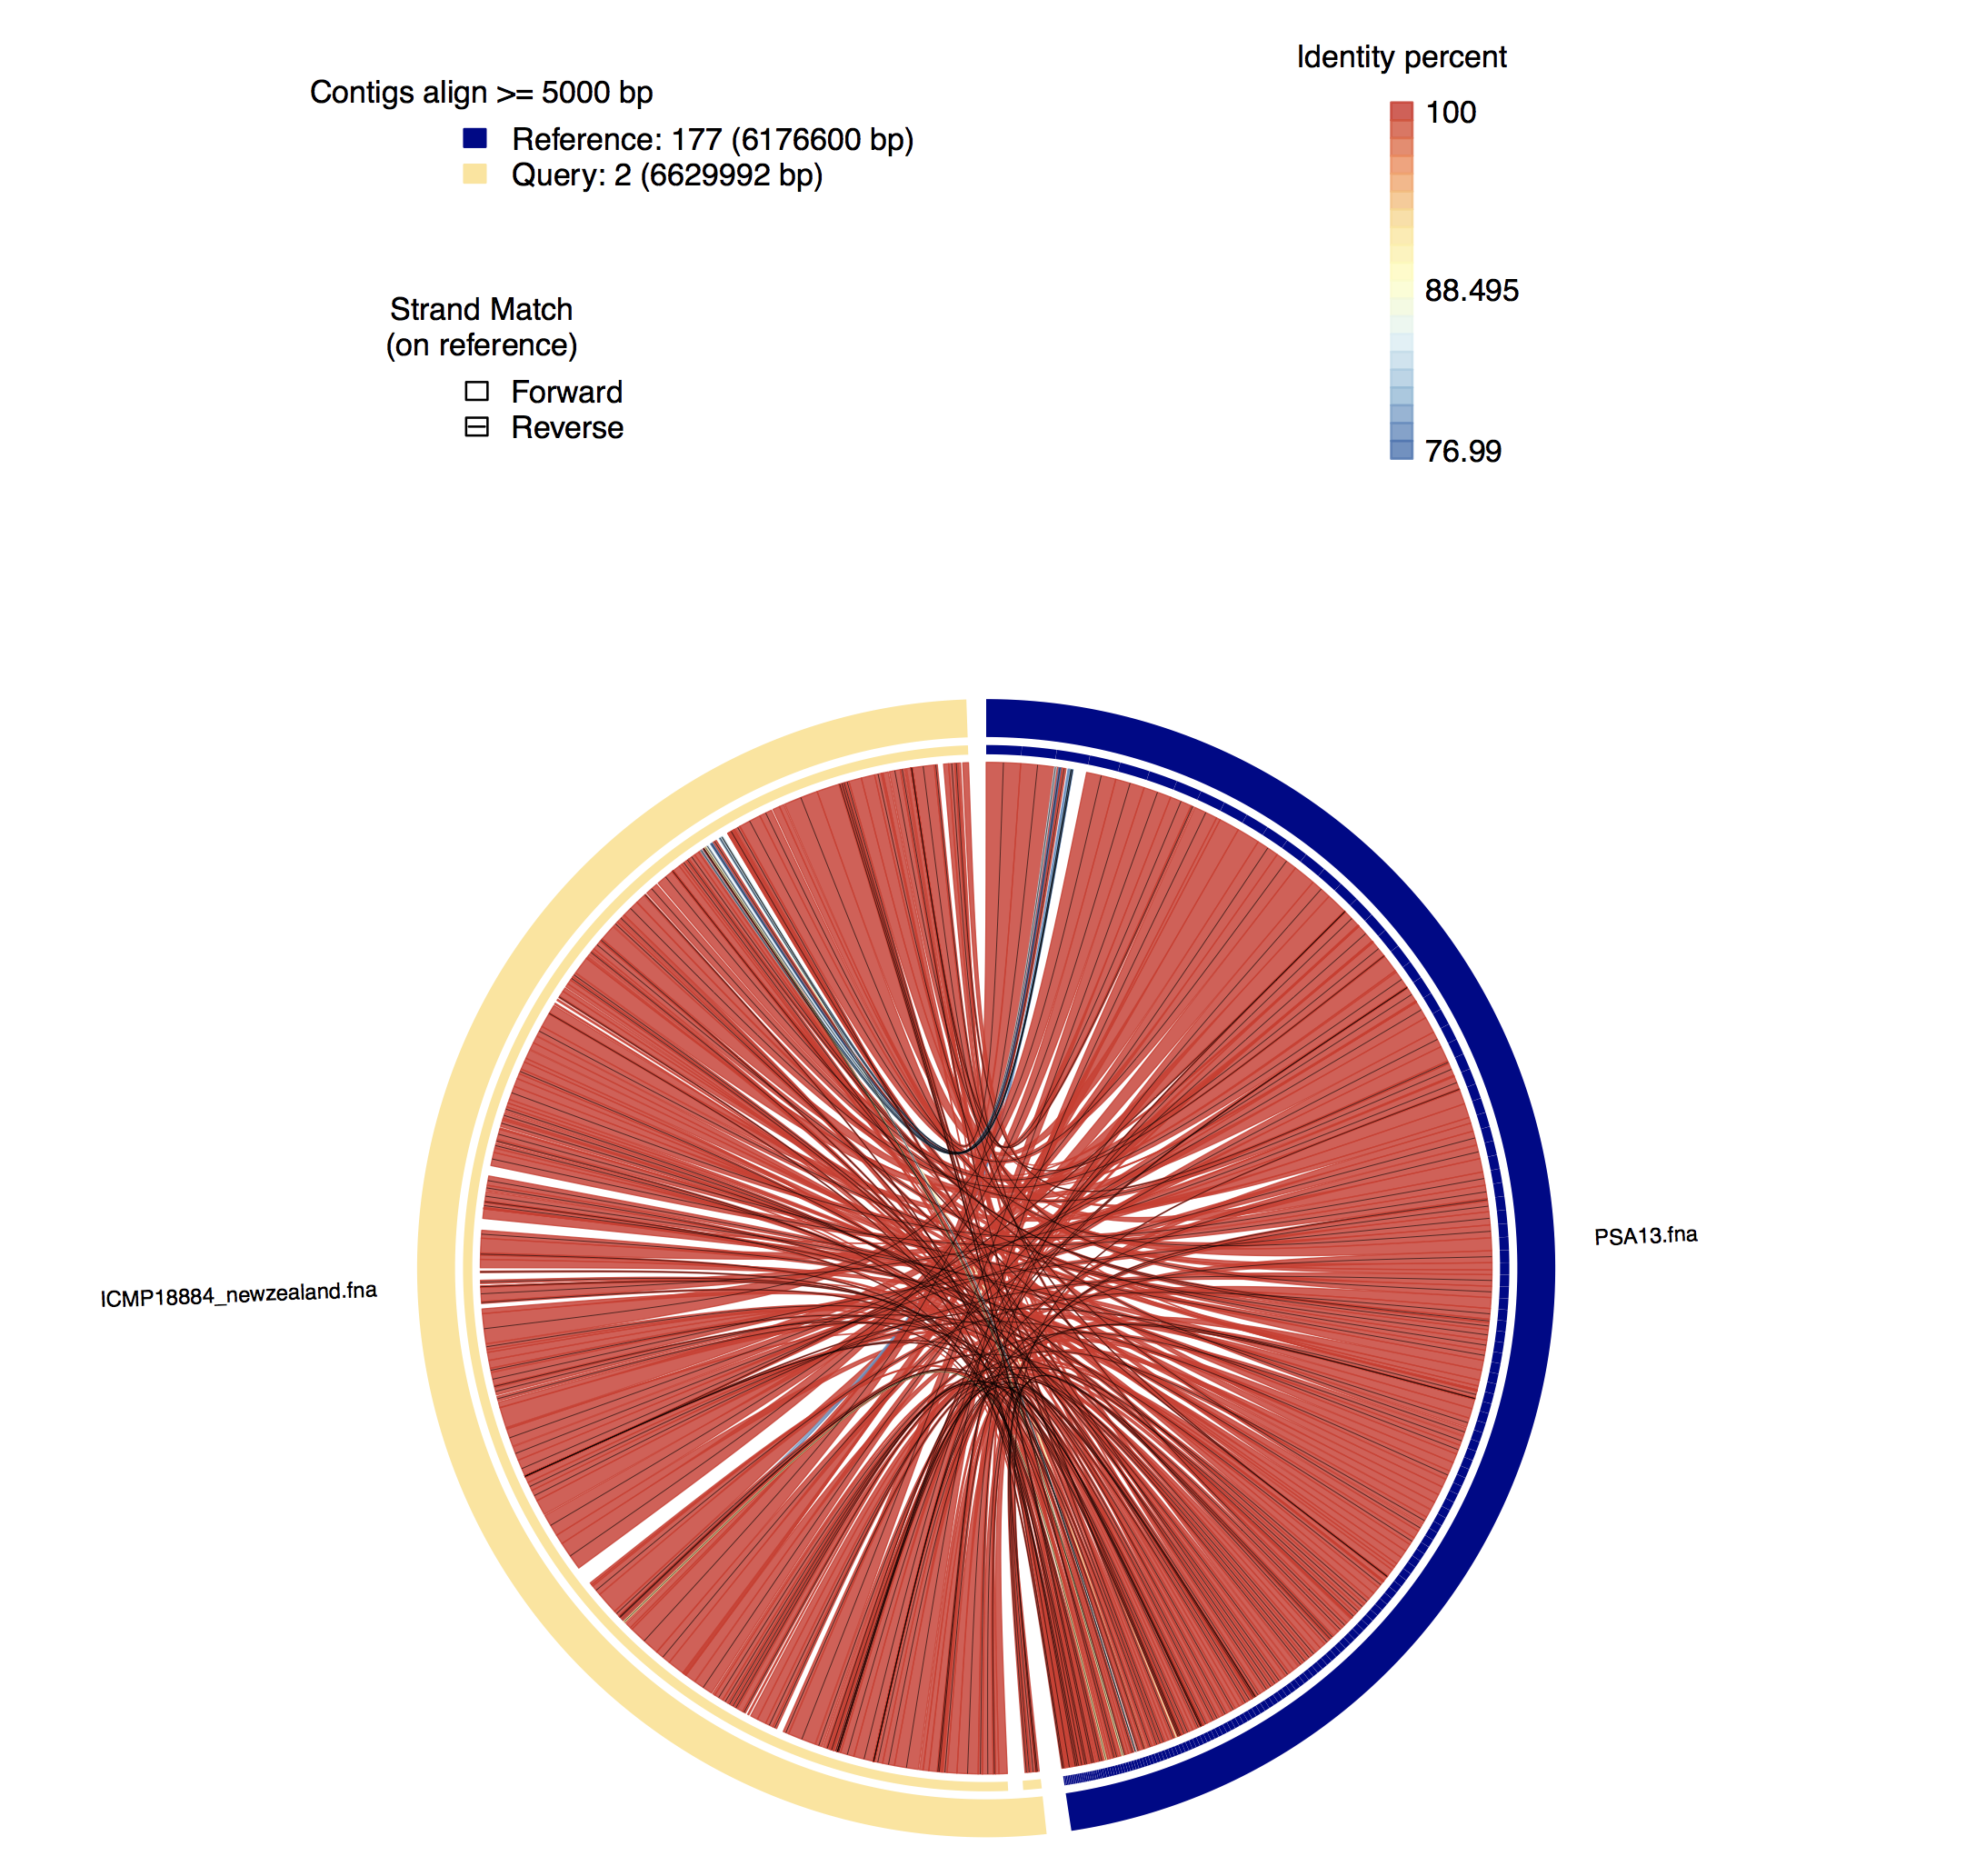 Contigs align >= 5000 bp
Reference: 177 (6176600 bp)
Query: 2 (6629992 bp)
Strand Match
(on reference)
Forward
Reverse
Identity percent
100
88.495
76.99
PSA13.fna
ICMP18884_newzealand.fna